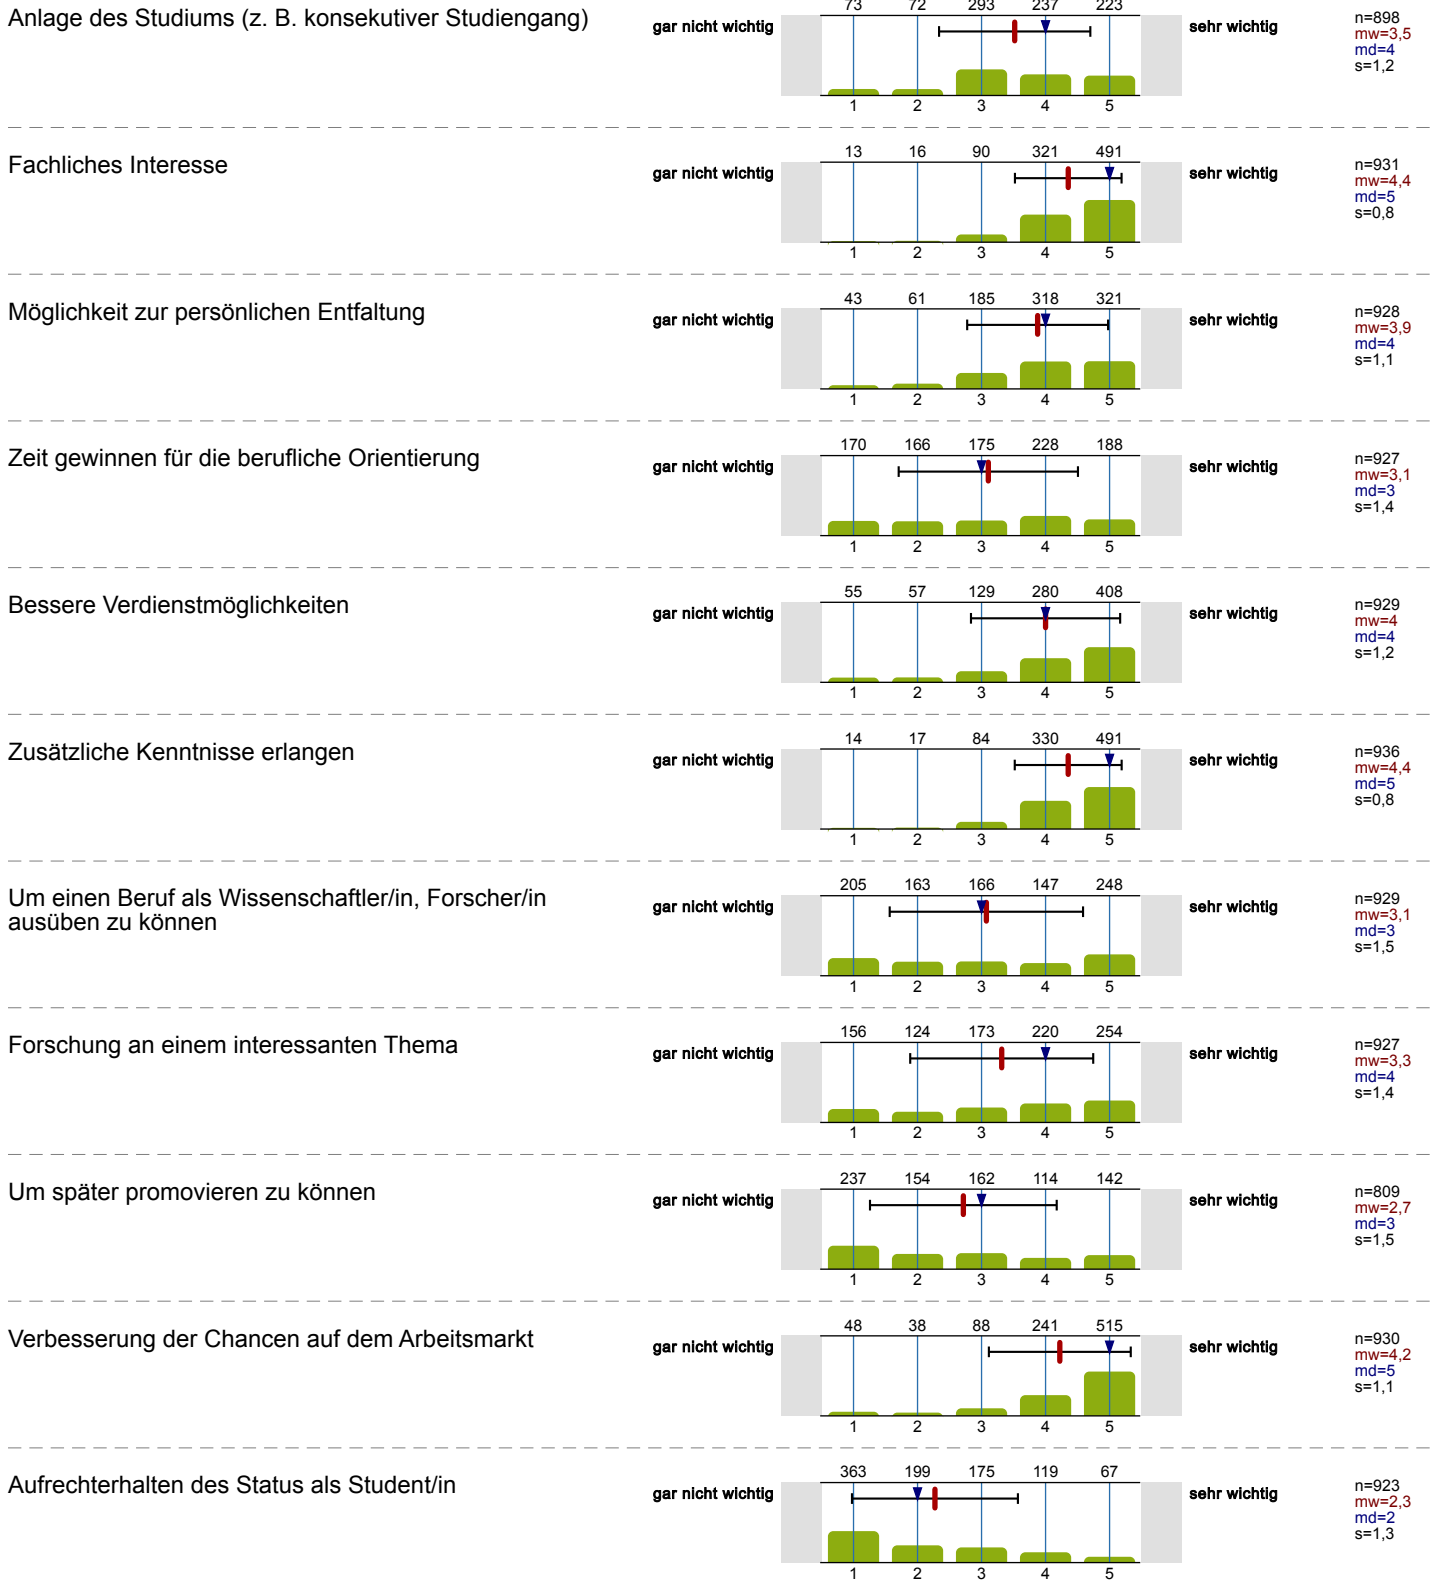 Anlage des Studiums (z. B. konsekutiver Studiengang)
gar nicht wichtig
73 72 293 237 223
1 2 3 4 5
sehr wichtig
n=898
mw=3,5
md=4
s=1,2
Fachliches Interesse
gar nicht wichtig
13 16 90 321 491
1 2 3 4 5
sehr wichtig
n=931
mw=4,4
md=5
s=0,8
Möglichkeit zur persönlichen Entfaltung
gar nicht wichtig
43 61 185 318 321
1 2 3 4 5
sehr wichtig
n=928
mw=3,9
md=4
s=1,1
Zeit gewinnen für die berufliche Orientierung
gar nicht wichtig
170 166 175 228 188
1 2 3 4 5
sehr wichtig
n=927
mw=3,1
md=3
s=1,4
Bessere Verdienstmöglichkeiten
gar nicht wichtig
55 57 129 280 408
1 2 3 4 5
sehr wichtig
n=929
mw=4
md=4
s=1,2
Zusätzliche Kenntnisse erlangen
gar nicht wichtig
14 17 84 330 491
1 2 3 4 5
sehr wichtig
n=936
mw=4,4
md=5
s=0,8
Um einen Beruf als Wissenschaftler/in, Forscher/in
ausüben zu können
gar nicht wichtig
205 163 166 147 248
1 2 3 4 5
sehr wichtig
n=929
mw=3,1
md=3
s=1,5
Forschung an einem interessanten Thema
gar nicht wichtig
156 124 173 220 254
1 2 3 4 5
sehr wichtig
n=927
mw=3,3
md=4
s=1,4
Um später promovieren zu können
gar nicht wichtig
237 154 162 114 142
1 2 3 4 5
sehr wichtig
n=809
mw=2,7
md=3
s=1,5
Verbesserung der Chancen auf dem Arbeitsmarkt
gar nicht wichtig
48 38 88 241 515
1 2 3 4 5
sehr wichtig
n=930
mw=4,2
md=5
s=1,1
Aufrechterhalten des Status als Student/in
gar nicht wichtig
363 199 175 119 67
1 2 3 4 5
sehr wichtig
n=923
mw=2,3
md=2
s=1,3